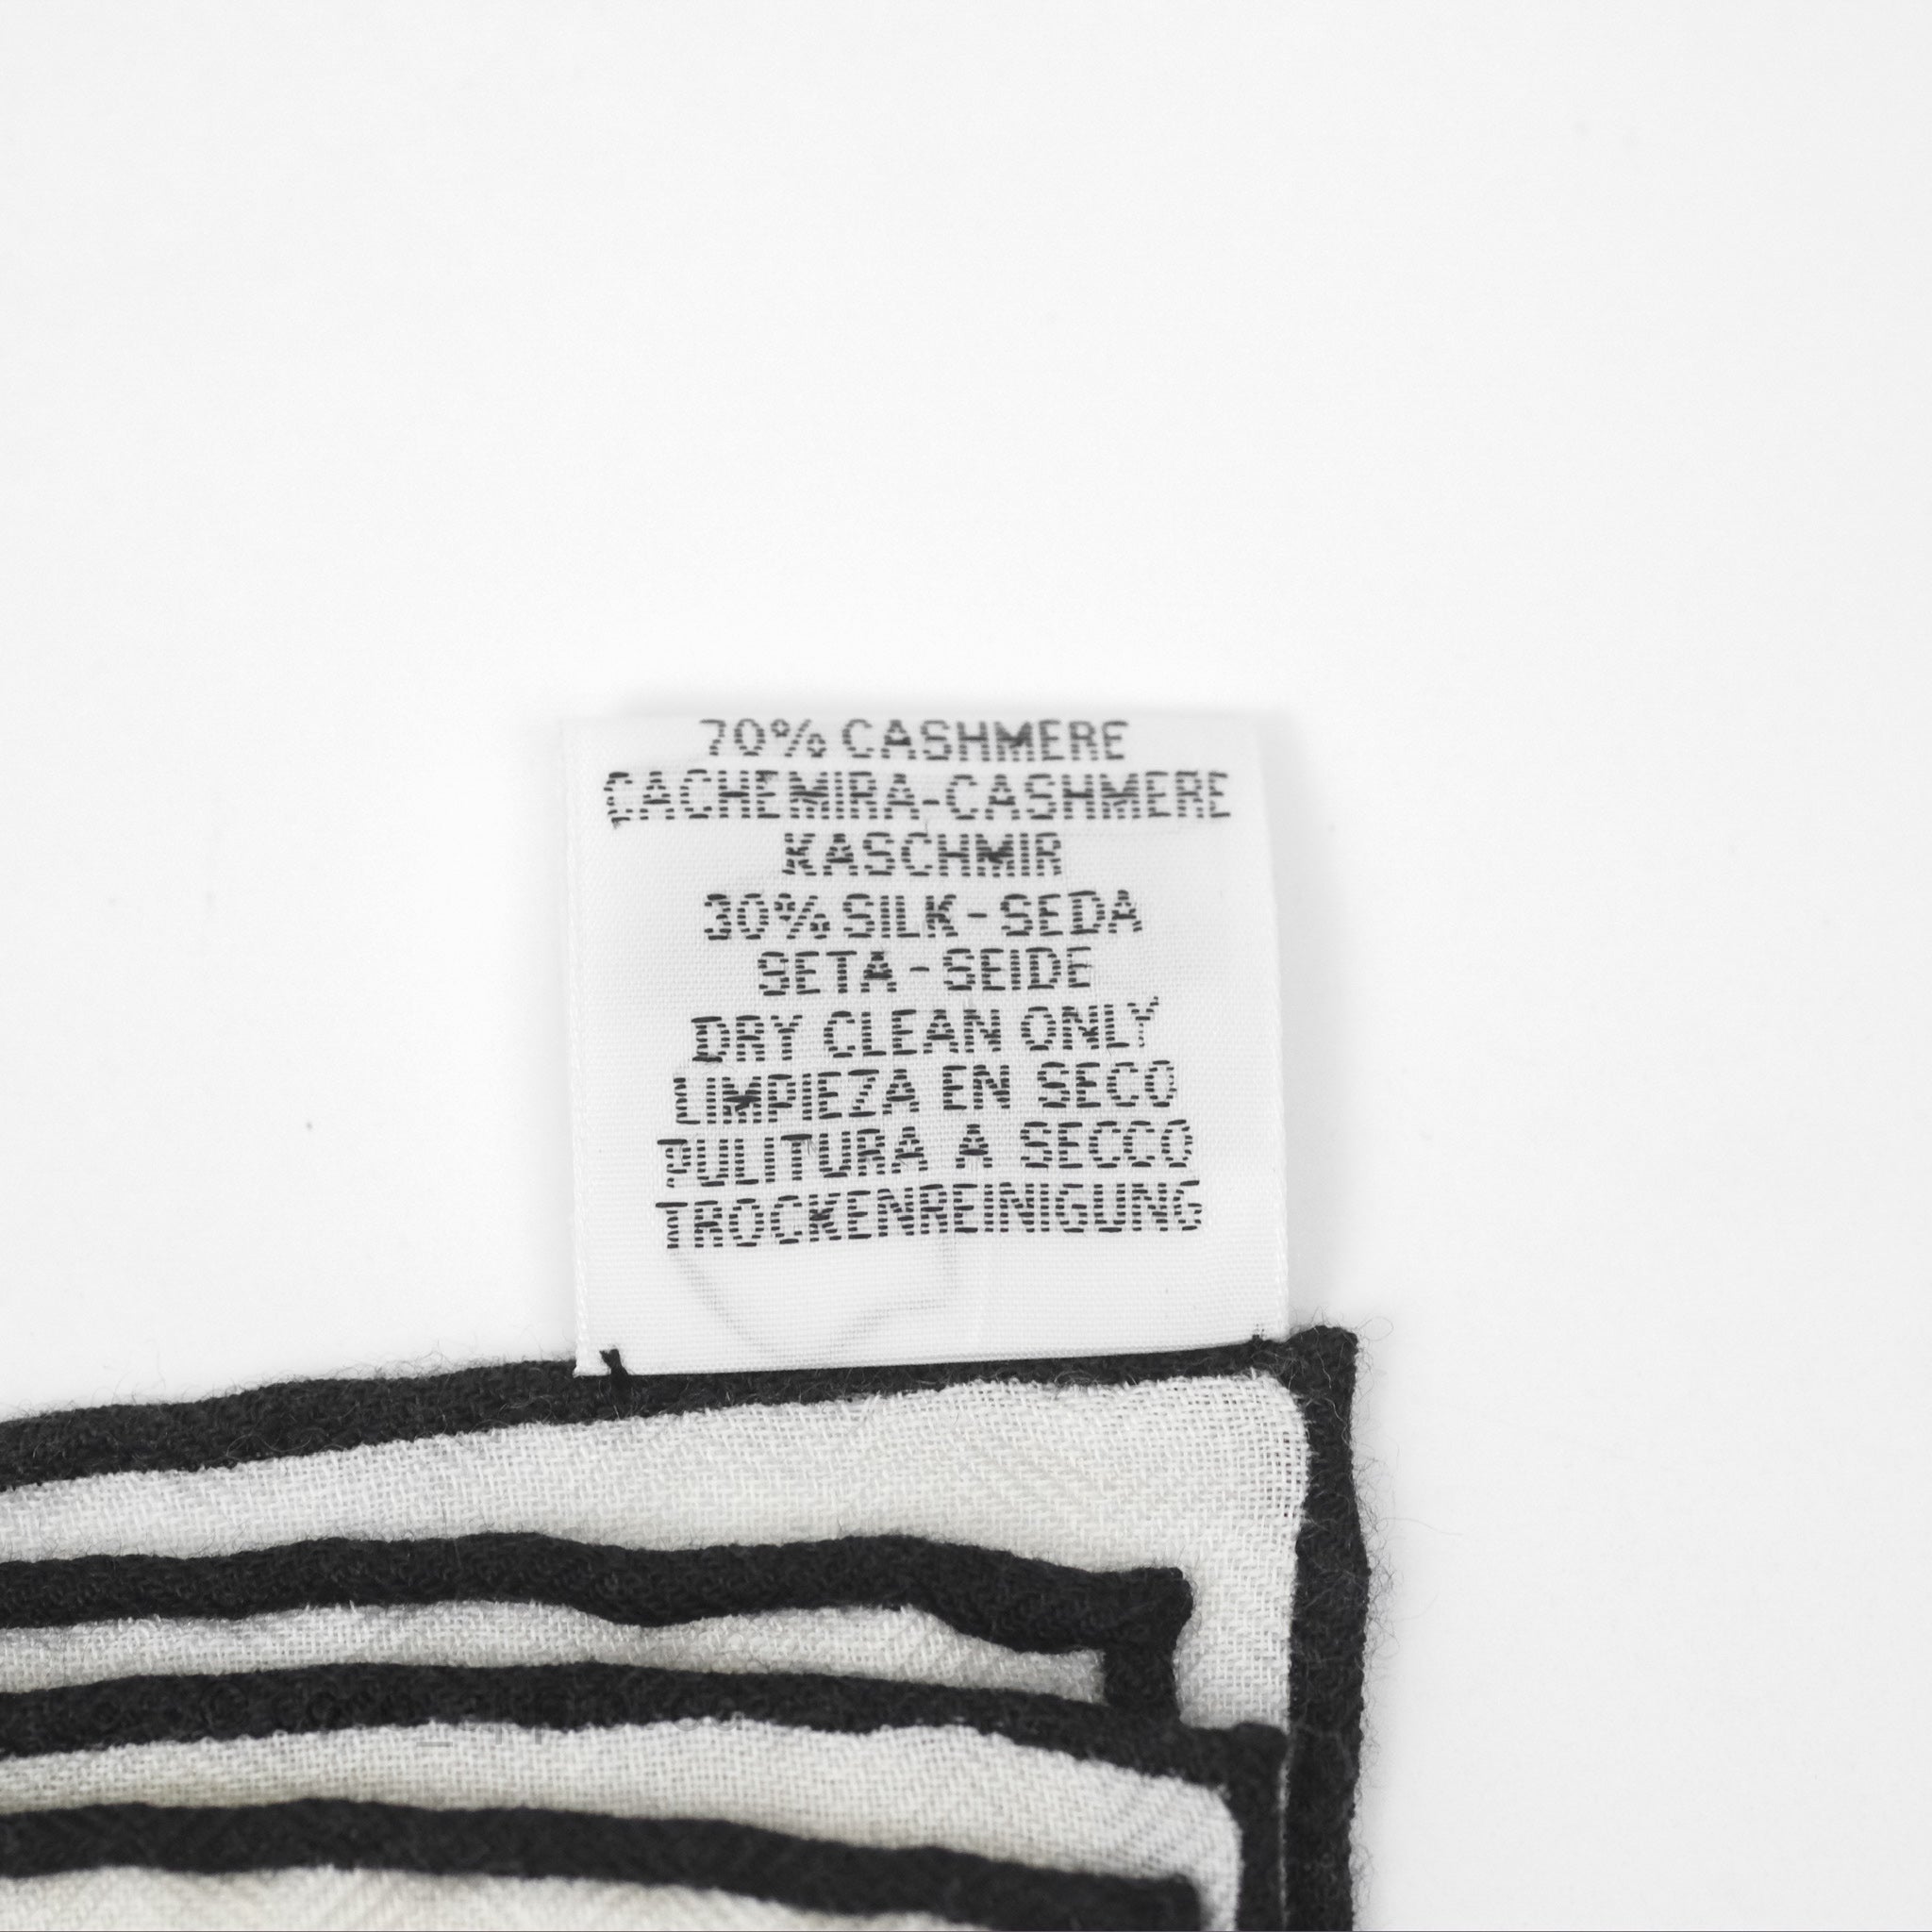 70% CASHMERE
CACHEMIRA-CASHMERE
KASCHMIR
30% SILK-SEDA
SETA-SEIDE
DRY CLEAN ONLY
LIMPIEZA EN SECO
PULITURA A SECCO
TROCKENREINIGUNG